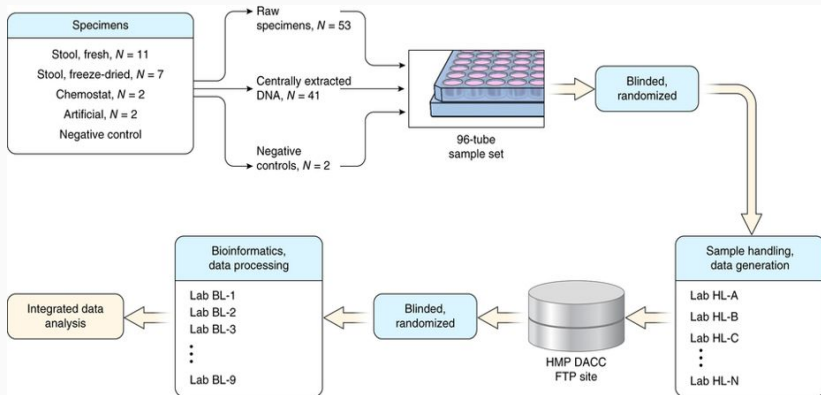 Specimens
Stool, fresh, N = 11
Stool, freeze-dried, N = 7
Chemostat, N = 2
Artificial, N = 2
Negative control
Raw
specimens, N = 53
Centrally extracted
DNA, N = 41
Negative
controls, N = 2
96-tube
sample set
Blinded,
randomized
Sample handling,
data generation
Lab HL-A
Lab HL-B
Lab HL-C
Lab HL-N
HMP DACC
FTP site
Blinded,
randomized
Bioinformatics,
data processing
Lab BL-1
Lab BL-2
Lab BL-3
Lab BL-9
Integrated data
analysis